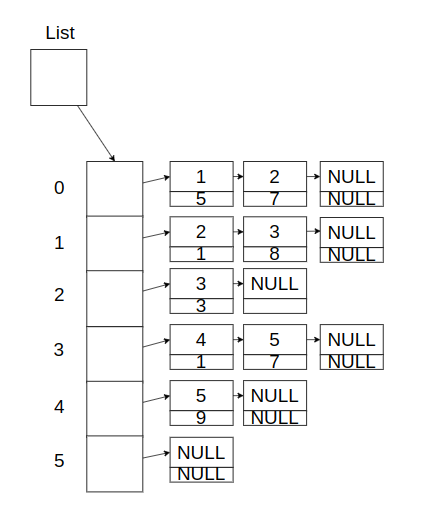 List
0 1 2 NULL
5 7 NULL
1 2 3 NULL
1 8 NULL
2 3 NULL
3
3 4 5 NULL
1 7 NULL
4 5 NULL
9 NULL
5 NULL
NULL